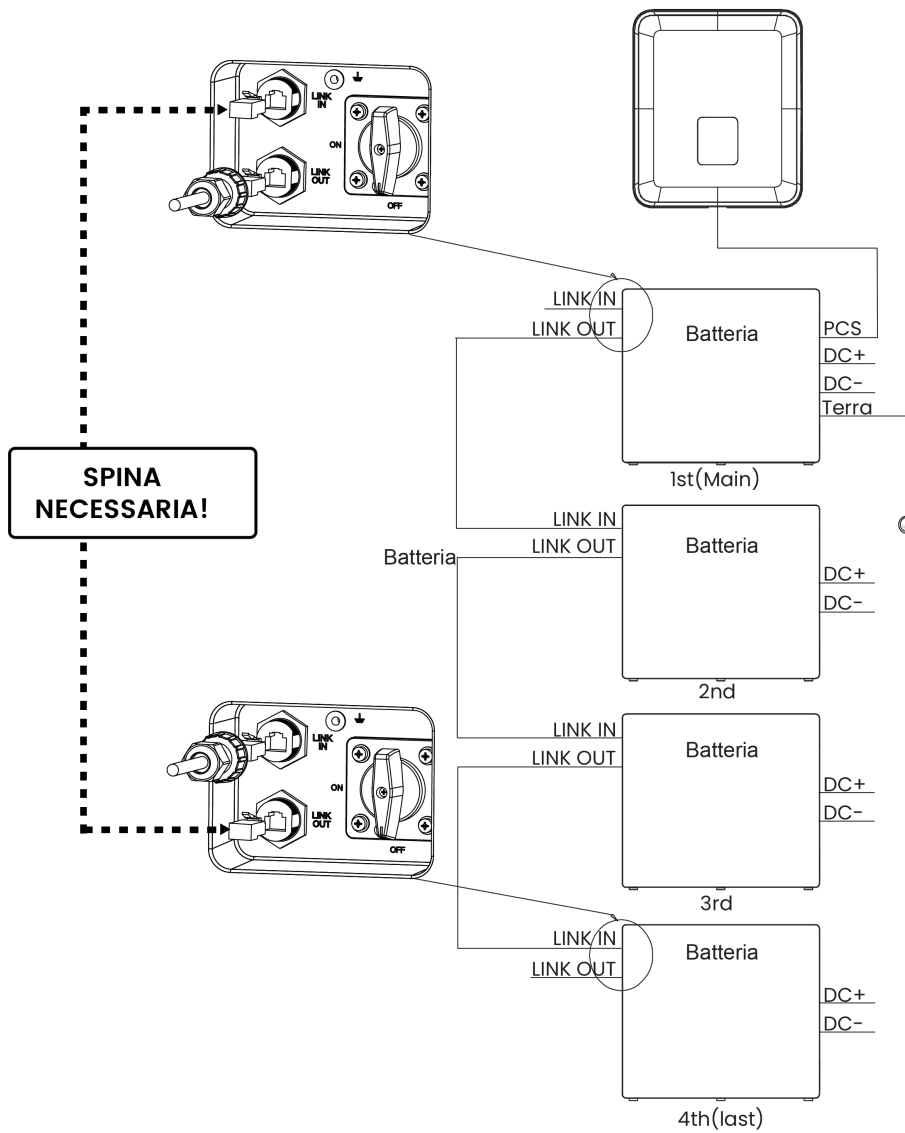 LINK
IN
ON
LINK
OUT
OFF
LINK IN
LINK OUT
Batteria
PCS
DC+
DC-
Terra
1st(Main)
SPINA
NECESSARIA!
LINK IN
LINK OUT
Batteria
Batteria
DC+
DC-
2nd
LINK
IN
ON
LINK
OUT
OFF
LINK IN
LINK OUT
Batteria
DC+
DC-
3rd
LINK IN
LINK OUT
Batteria
DC+
DC-
4th(last)